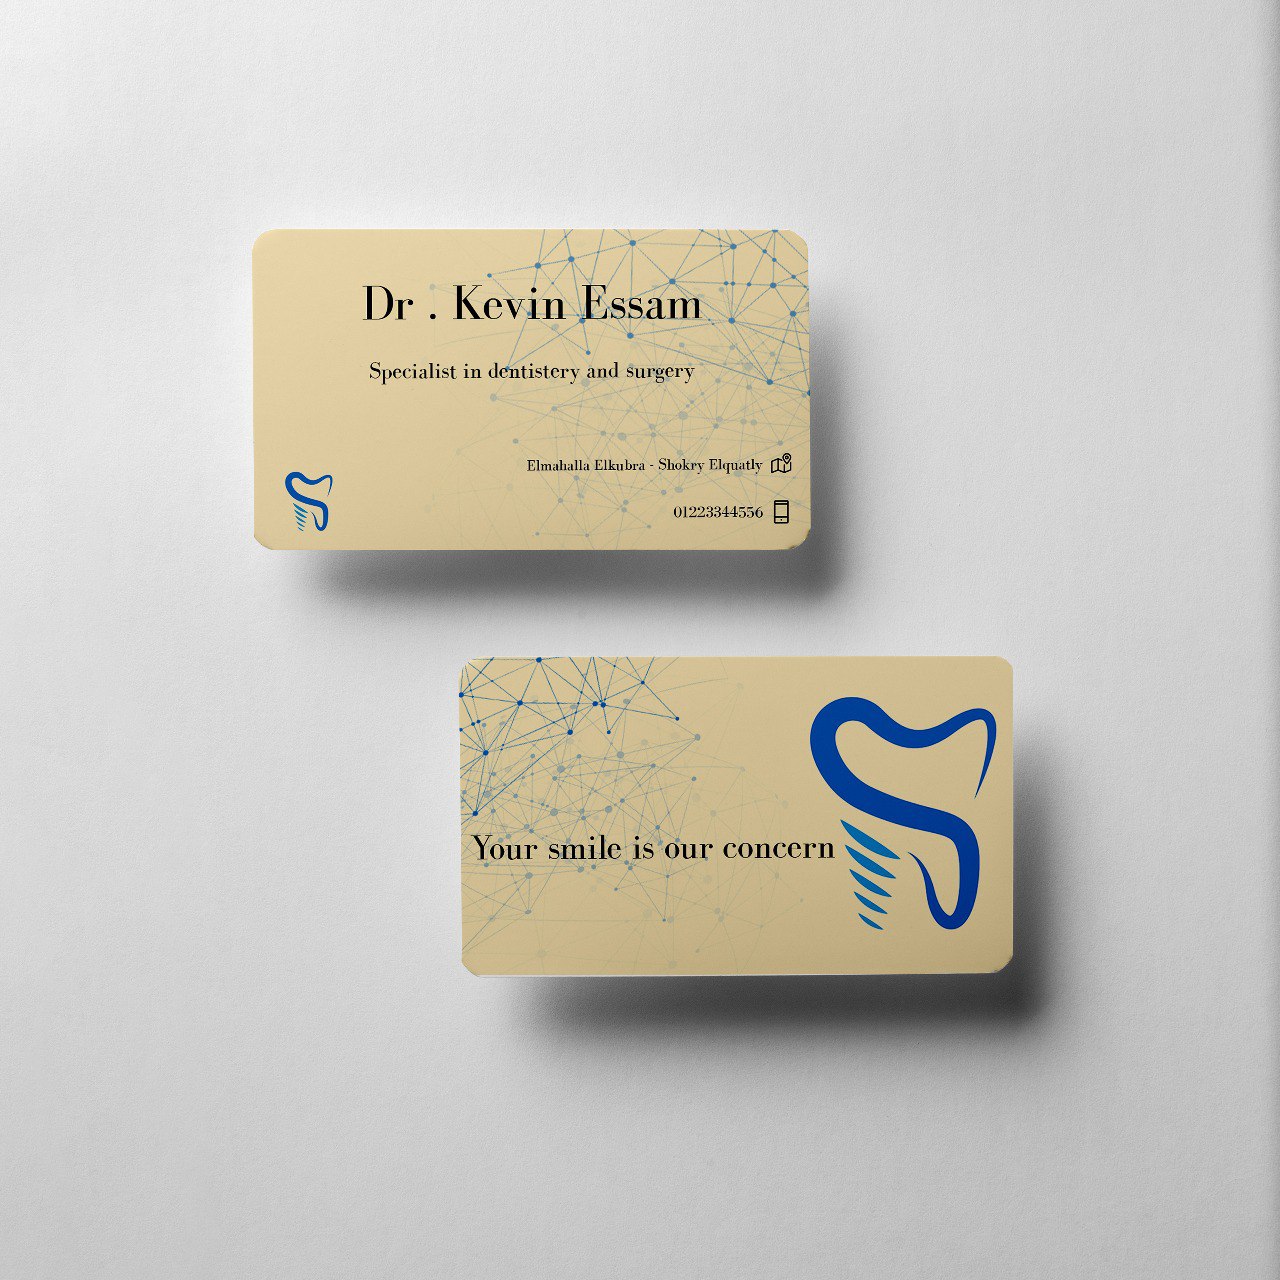 Dr . Kevin Essam
Specialist in dentistery and surgery
Elmahalla Elkubra - Shokry Elquatly
01223344556
Your smile is our concern